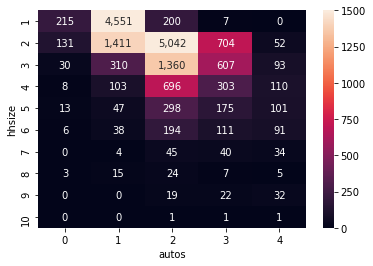 1 215 4,551 200 7 0
2 131 1,411 5,042 704 52
3 30 310 1,360 607 93
4 8 103 696 303 110
5 13 47 298 175 101
6 6 38 194 111 91
7 0 4 45 40 34
8 3 15 24 7 5
9 0 0 19 22 32
10 0 0 1 1 1
0 1 2 3 4
hhsize
autos
1500
1250
1000
750
500
250
0